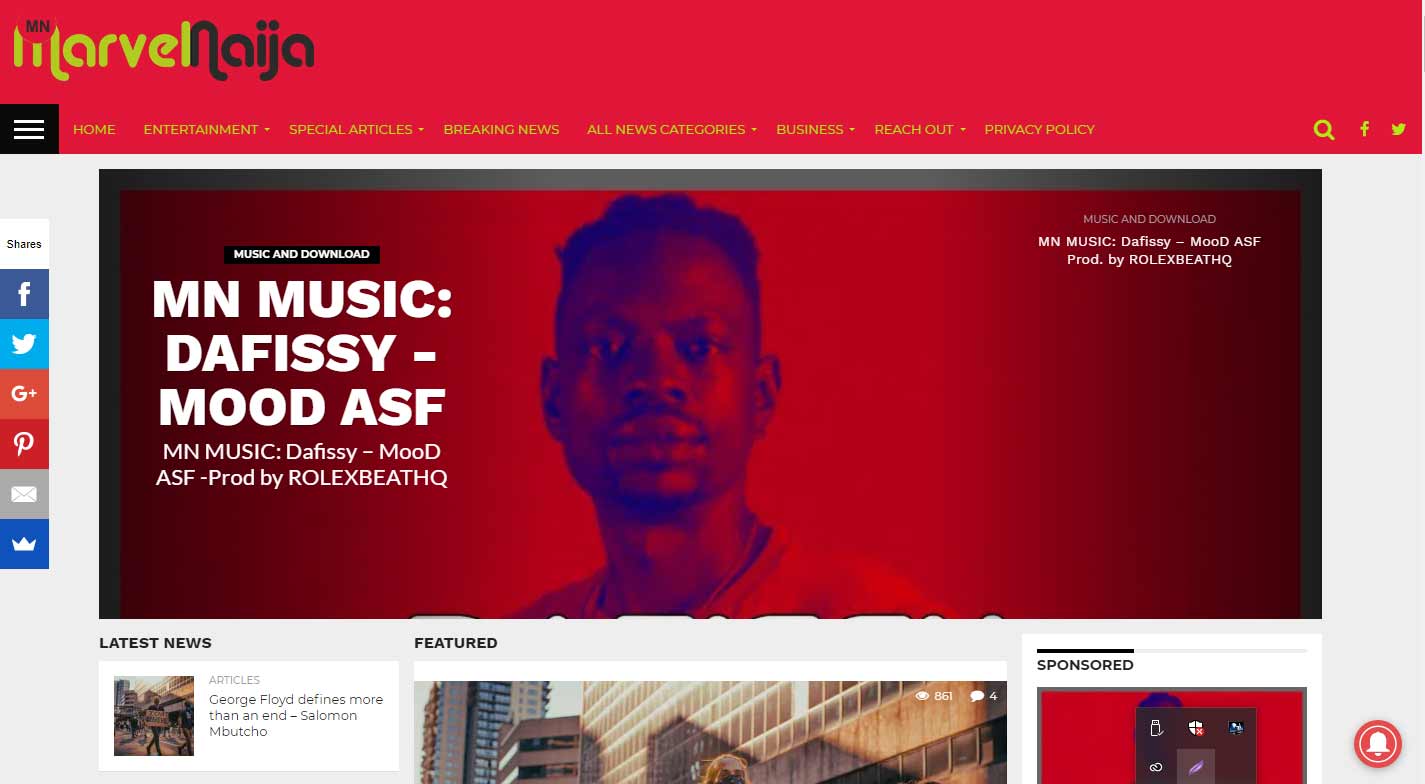 MN
MarvelNaija
HOME ENTERTAINMENT SPECIAL ARTICLES BREAKING NEWS ALL NEWS CATEGORIES BUSINESS REACH OUT PRIVACY POLICY
Shares
G+
MUSIC AND DOWNLOAD
MN MUSIC:
DAFISSY -
MOOD ASF
MN MUSIC: Dafissy – MooD
ASF -Prod by ROLEXBEATHQ
MUSIC AND DOWNLOAD
MN MUSIC: Dafissy – MooD ASF
Prod. by ROLEXBEATHQ
LATEST NEWS
ARTICLES
George Floyd defines more
than an end – Salomon
Mbutcho
FEATURED
861 4
SPONSORED